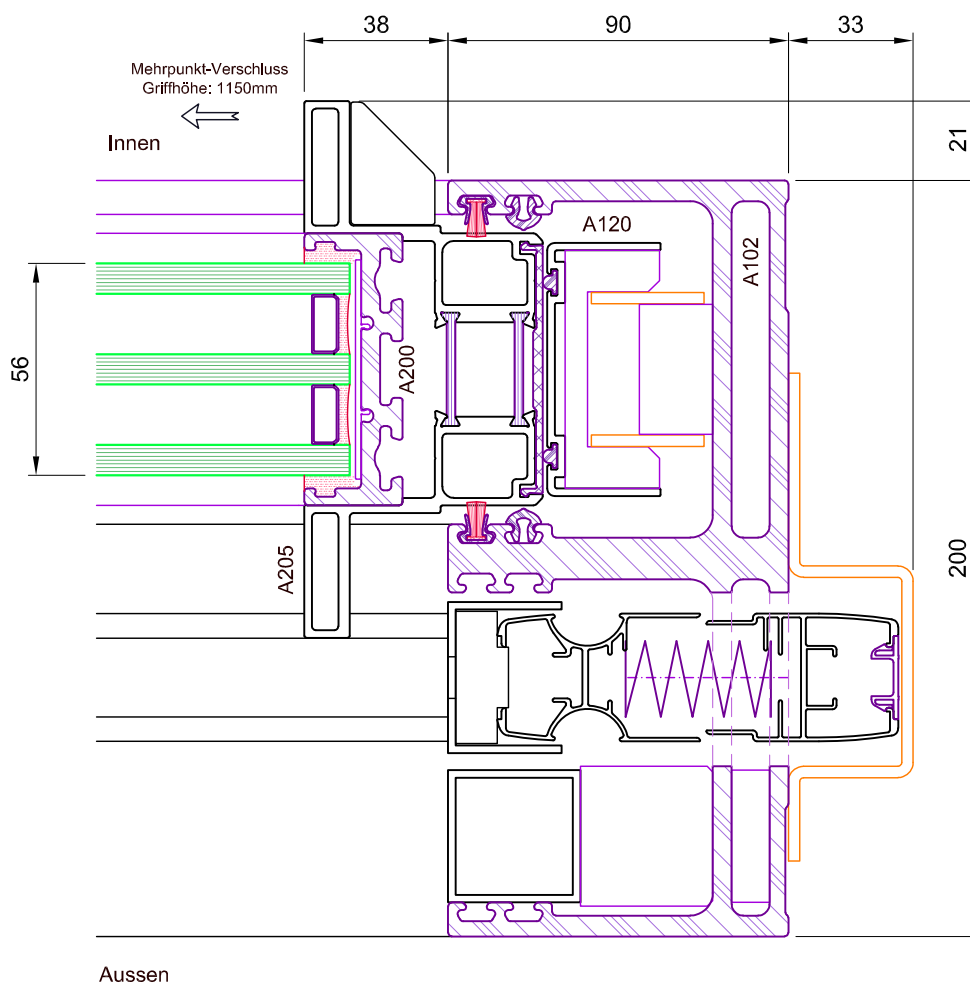 38
90
33
Mehrpunkt-Verschluss
Griffhöhe: 1150mm
Innen
21
A120
A102
56
A200
A205
200
Aussen